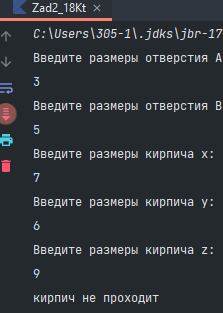 Zad2_18Kt
C:\Users\305-1\.jdks\jbr-17
Введите размеры отверстия A
3
Введите размеры отверстия B
5
Введите размеры кирпича x:
7
Введите размеры кирпича y:
6
Введите размеры кирпича z:
9
кирпич не проходит